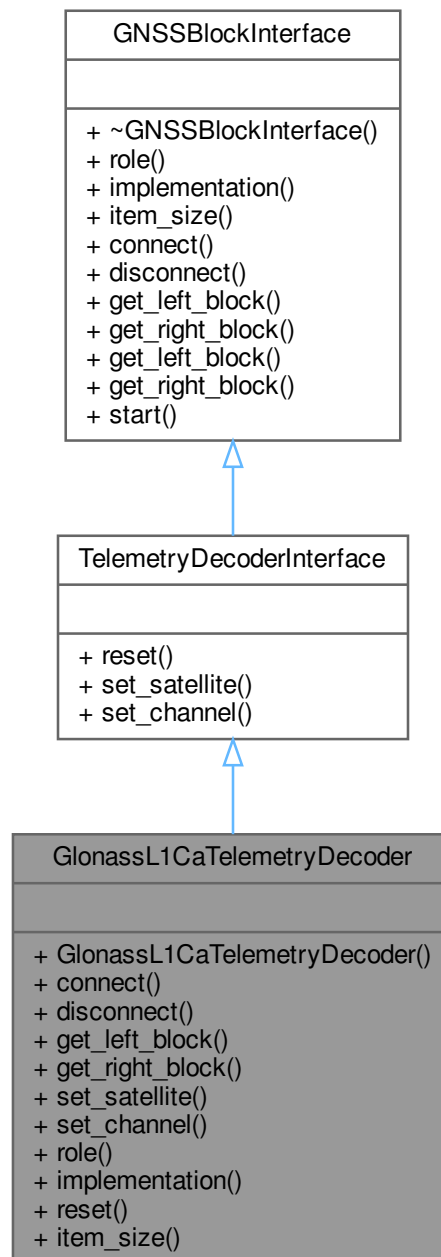 GNSSBlockInterface
+ ~GNSSBlockInterface()
+ role()
+ implementation()
+ item_size()
+ connect()
+ disconnect()
+ get_left_block()
+ get_right_block()
+ get_left_block()
+ get_right_block()
+ start()
TelemetryDecoderInterface
+ reset()
+ set_satellite()
+ set_channel()
GlonassL1CaTelemetryDecoder
+ GlonassL1CaTelemetryDecoder()
+ connect()
+ disconnect()
+ get_left_block()
+ get_right_block()
+ set_satellite()
+ set_channel()
+ role()
+ implementation()
+ reset()
+ item_size()